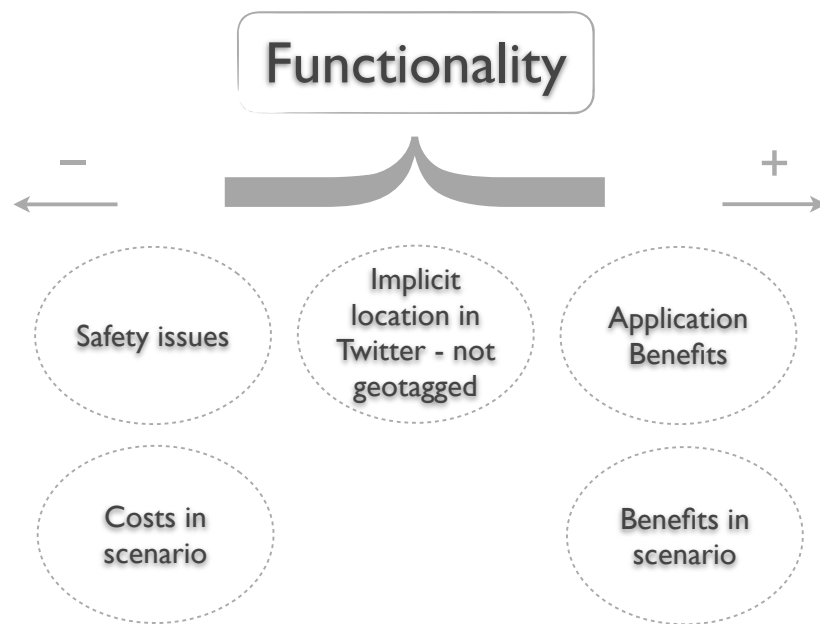 Functionality
–
+
Safety issues
Implicit
location in
Twitter - not
geotagged
Application
Benefits
Costs in
scenario
Benefits in
scenario